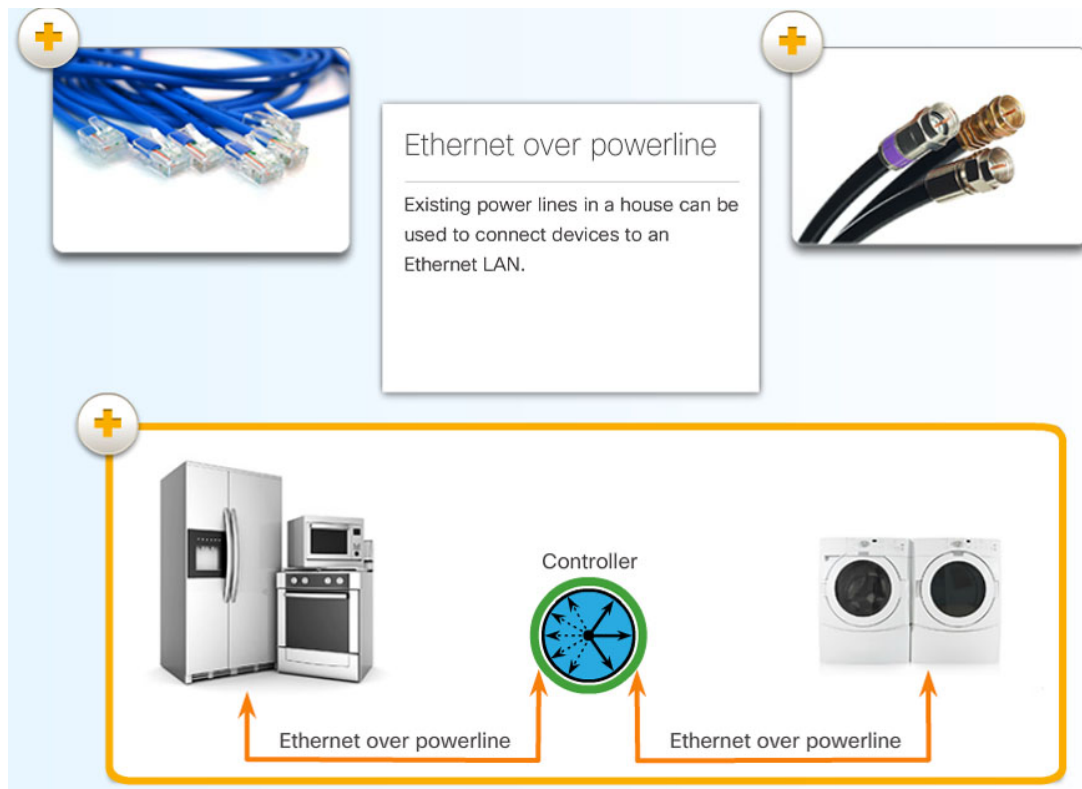 Ethernet over powerline
Existing power lines in a house can be
used to connect devices to an
Ethernet LAN.
Controller
Ethernet over powerline
Ethernet over powerline